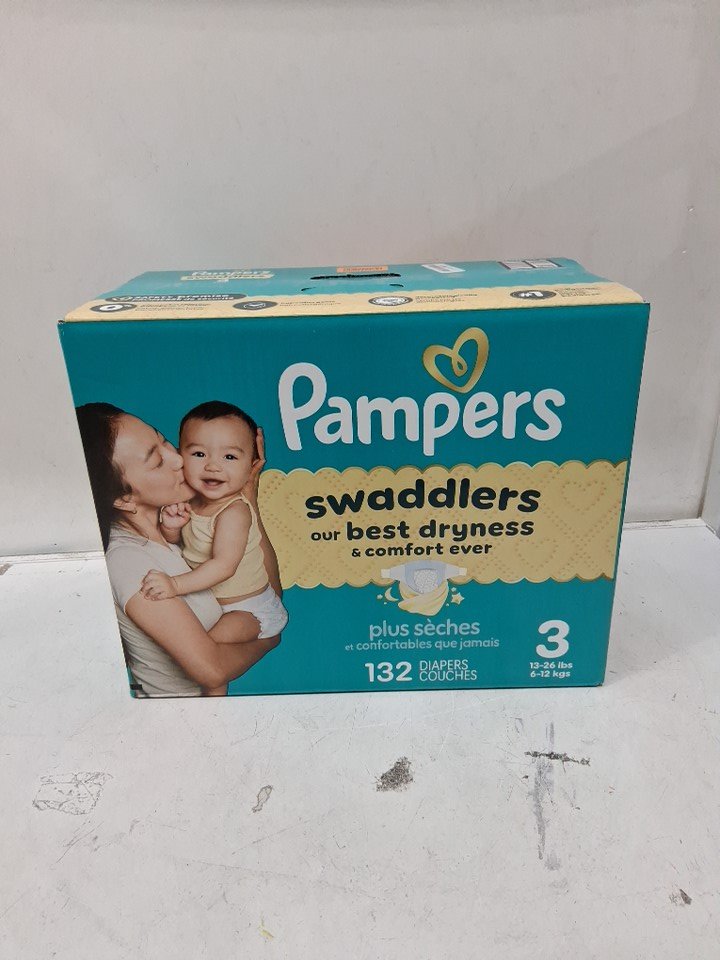 Pampers
Pampers
swaddlers
our best dryness
& comfort ever
plus sèches
et confortables que jamais
132 DIAPERS
COUCHES
3
13-26 lbs
6-12 kgs